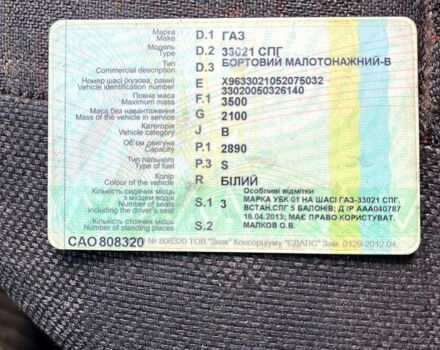 Марка D.1 ГАЗ
Make
Модель D.2 33021 СПГ
Type
Тип D.3 БОРТОВИЙ МАЛОТОНАЖНИЙ-В
Commercial description
Номер шасі (кузова, рами) E X9633021052075032
Vehicle identification number 33020050326140
Повна маса F.1 3500
Maximum mass
Маса без навантаження G 2100
Mass of the vehicle in service
Категорія J B
Vehicle category
Об'єм двигуна P.1 2890
Capacity
Тип пального P.3 S
Type of fuel
Колір R БІЛИЙ
Colour of the vehicle
Кількість сидячих місць Особливі відмітки
з місцем водія S.1 3 МАРКА УБК 01 НА ШАСІ ГАЗ-33021 СПГ.
Number of seats ВСТАН.СПГ 5 БАЛОНІВ; Д /Р ААА040787
including the driver's seat 16.04.2013; МАЄ ПРАВО КОРИСТУВАТ.
Кількість стоячих місць S.2 МАЛКОВ О.В.
Number of standing places
САО808320 № 808320 ТОВ "Знак" Консорціуму "ЄДАПС" Зам. 0129-2012.04.